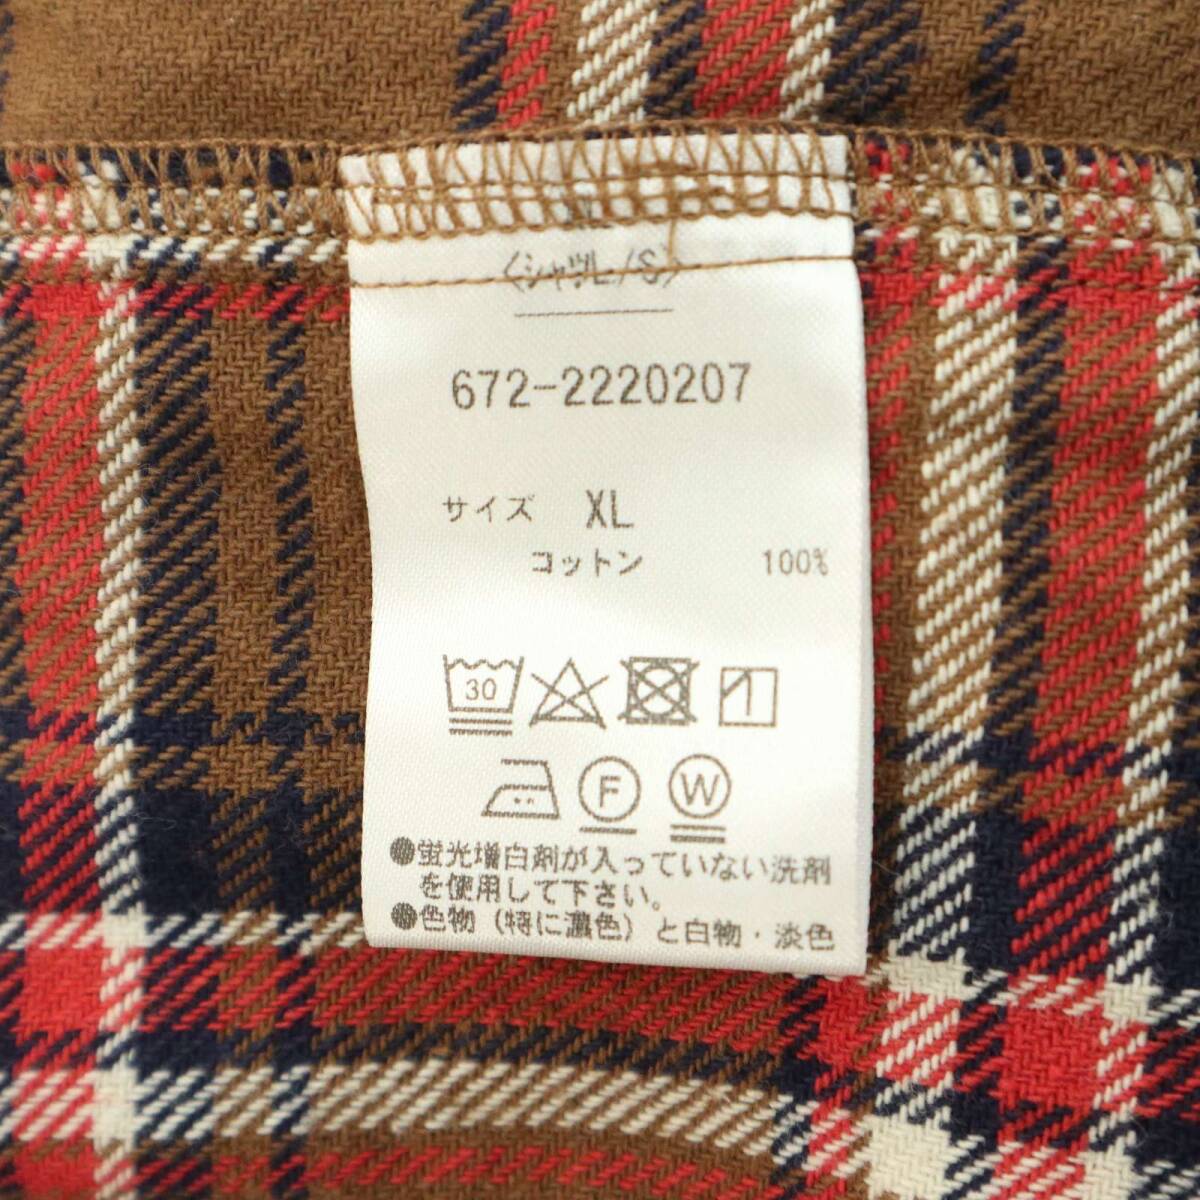 〈シャツL/S〉
672-2220207
サイズ XL
コットン 100%
30
F W
●蛍光増白剤が入っていない洗剤
を使用して下さい。
●色物（特に濃色）と白物・淡色